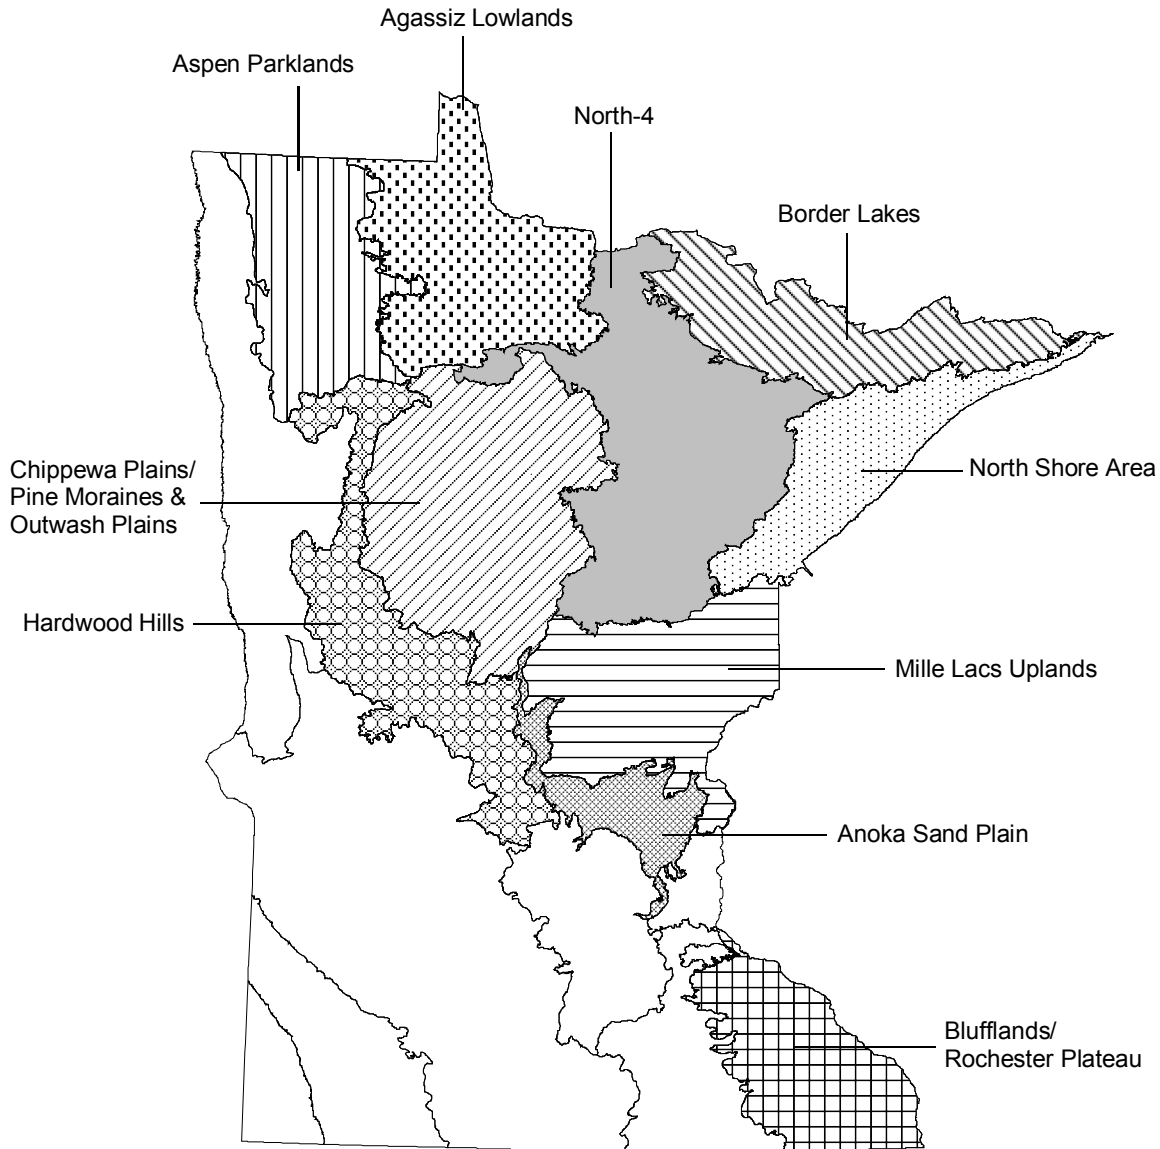 Agassiz Lowlands
Aspen Parklands
North-4
Border Lakes
Chippewa Plains/
Pine Moraines &
Outwash Plains
North Shore Area
Hardwood Hills
Mille Lacs Uplands
Anoka Sand Plain
Blufflands/
Rochester Plateau